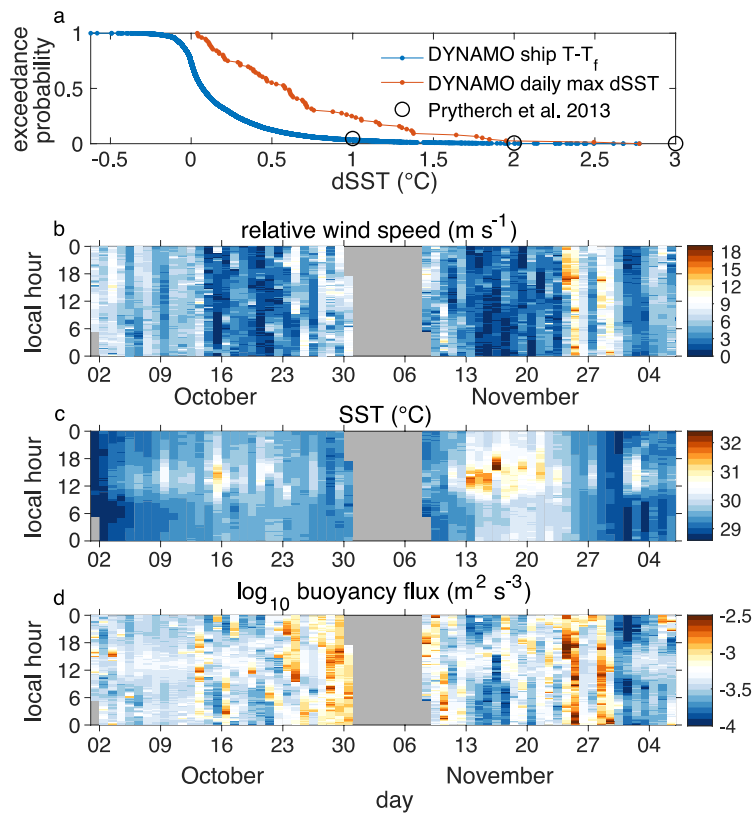 a
exceedance
probability
1
0.5
0
DYNAMO ship T-T_f
DYNAMO daily max dSST
Prytherch et al. 2013
-0.5 0 0.5 1 1.5 2 2.5 3
dSST (°C)
b relative wind speed (m s⁻¹)
local hour
0
18
12
6
0
18
15
12
9
6
3
0
02 09 16 23 30 06 13 20 27 04
October November
c SST (°C)
local hour
0
18
12
6
0
32
31
30
29
02 09 16 23 30 06 13 20 27 04
d log₁₀ buoyancy flux (m² s⁻³)
local hour
0
18
12
6
0
-2.5
-3
-3.5
-4
02 09 16 23 30 06 13 20 27 04
October November
day